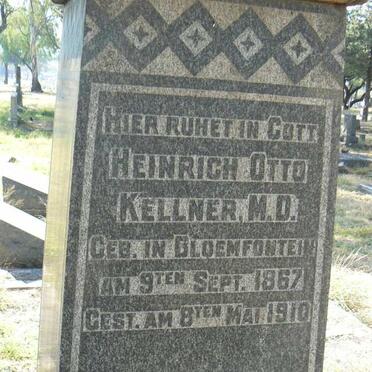 HIER RUHET IN GOTT
HEINRICH OTTO
KELLNER, M.D.
GEB. IN BLOEMFONTEIN
AM 9TEN SEPT. 1867
GEST. AM 8TEN MAI 1910